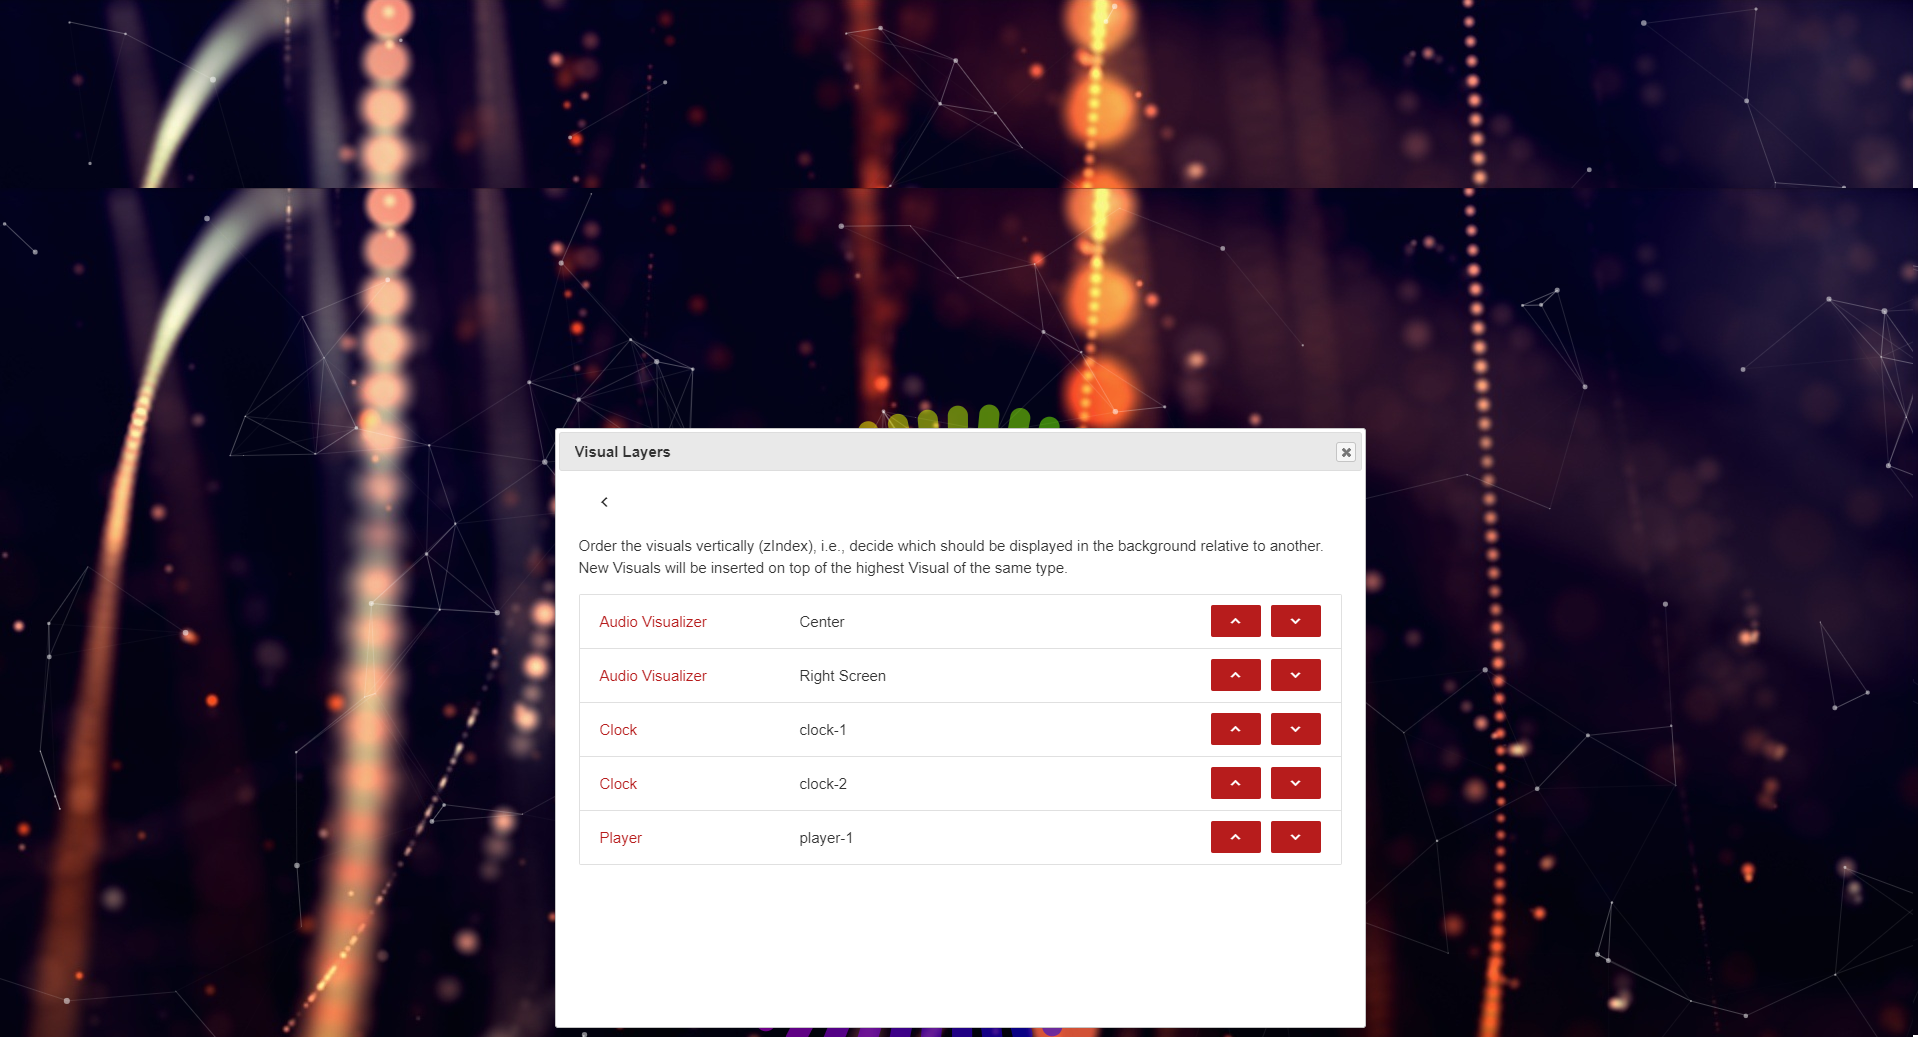 Visual Layers
Order the visuals vertically (zIndex), i.e., decide which should be displayed in the background relative to another.
New Visuals will be inserted on top of the highest Visual of the same type.
Audio Visualizer Center
Audio Visualizer Right Screen
Clock clock-1
Clock clock-2
Player player-1